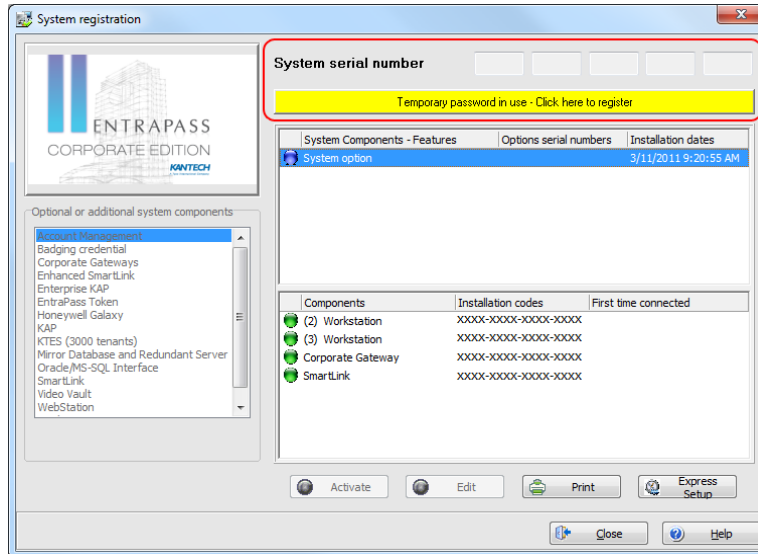 System registration
System serial number
Temporary password in use - Click here to register
ENTRAPASS
CORPORATE EDITION
KANTECH
System Components - Features Options serial numbers Installation dates
System option 3/11/2011 9:20:55 AM
Optional or additional system components
Account Management
Badging credential
Corporate Gateways
Enhanced SmartLink
Enterprise KAP
EntraPass Token
Honeywell Galaxy
KAP
KTES (3000 tenants)
Mirror Database and Redundant Server
Oracle/MS-SQL Interface
SmartLink
Video Vault
WebStation
Components Installation codes First time connected
(2) Workstation XXXX-XXXX-XXXX-XXXX
(3) Workstation XXXX-XXXX-XXXX-XXXX
Corporate Gateway XXXX-XXXX-XXXX-XXXX
SmartLink XXXX-XXXX-XXXX-XXXX
Activate Edit Print Express Setup
Close Help